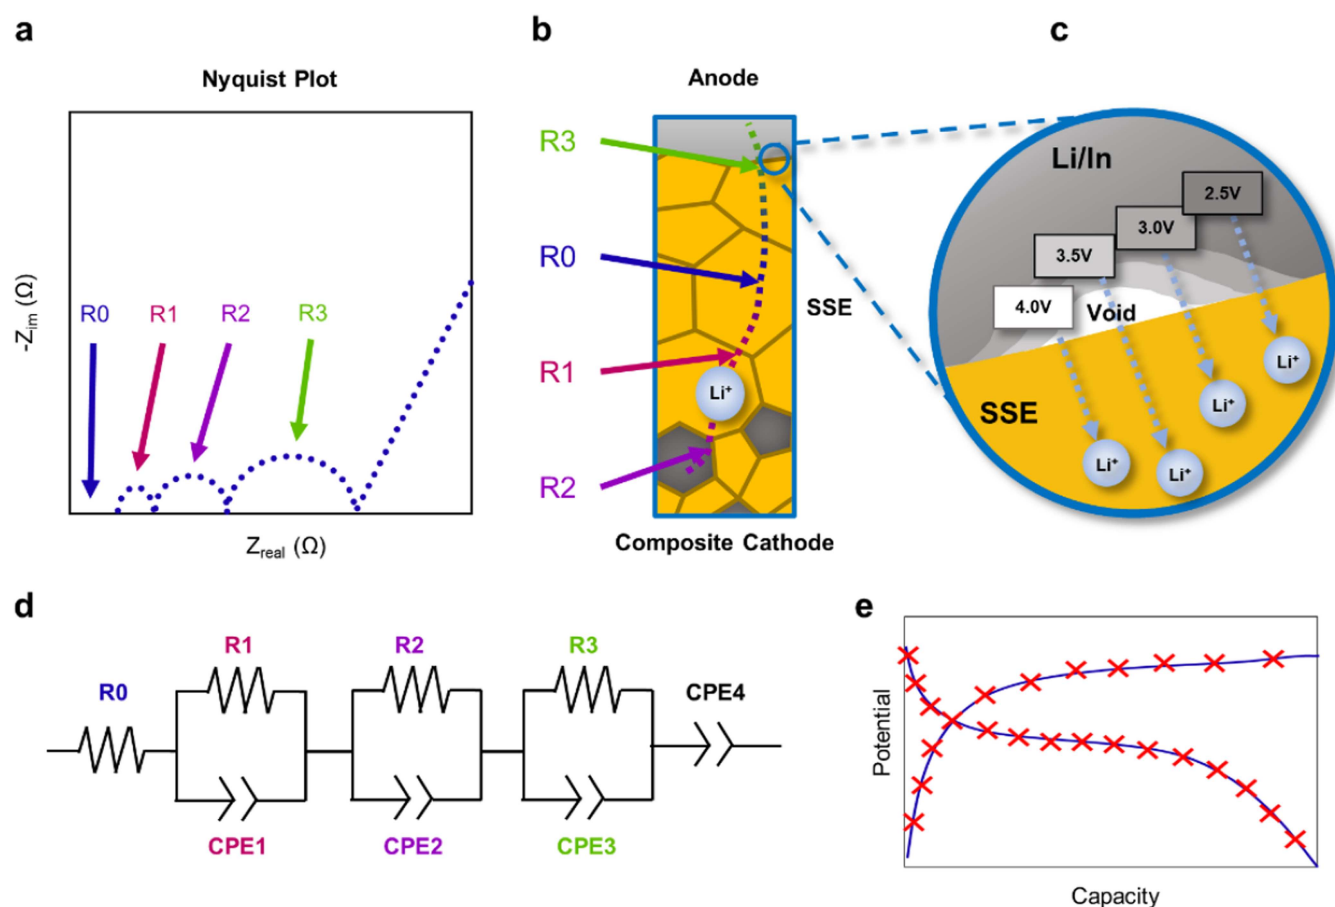 a
Nyquist Plot
-Zim (Ω)
R0
R1
R2
R3
Zreal (Ω)
b
Anode
R3
R0
SSE
R1
Li+
R2
Composite Cathode
c
Li/In
2.5V
3.0V
3.5V
4.0V
Void
SSE
Li+
Li+
Li+
Li+
d
R1
R2
R3
R0
CPE4
CPE1
CPE2
CPE3
e
Potential
Capacity